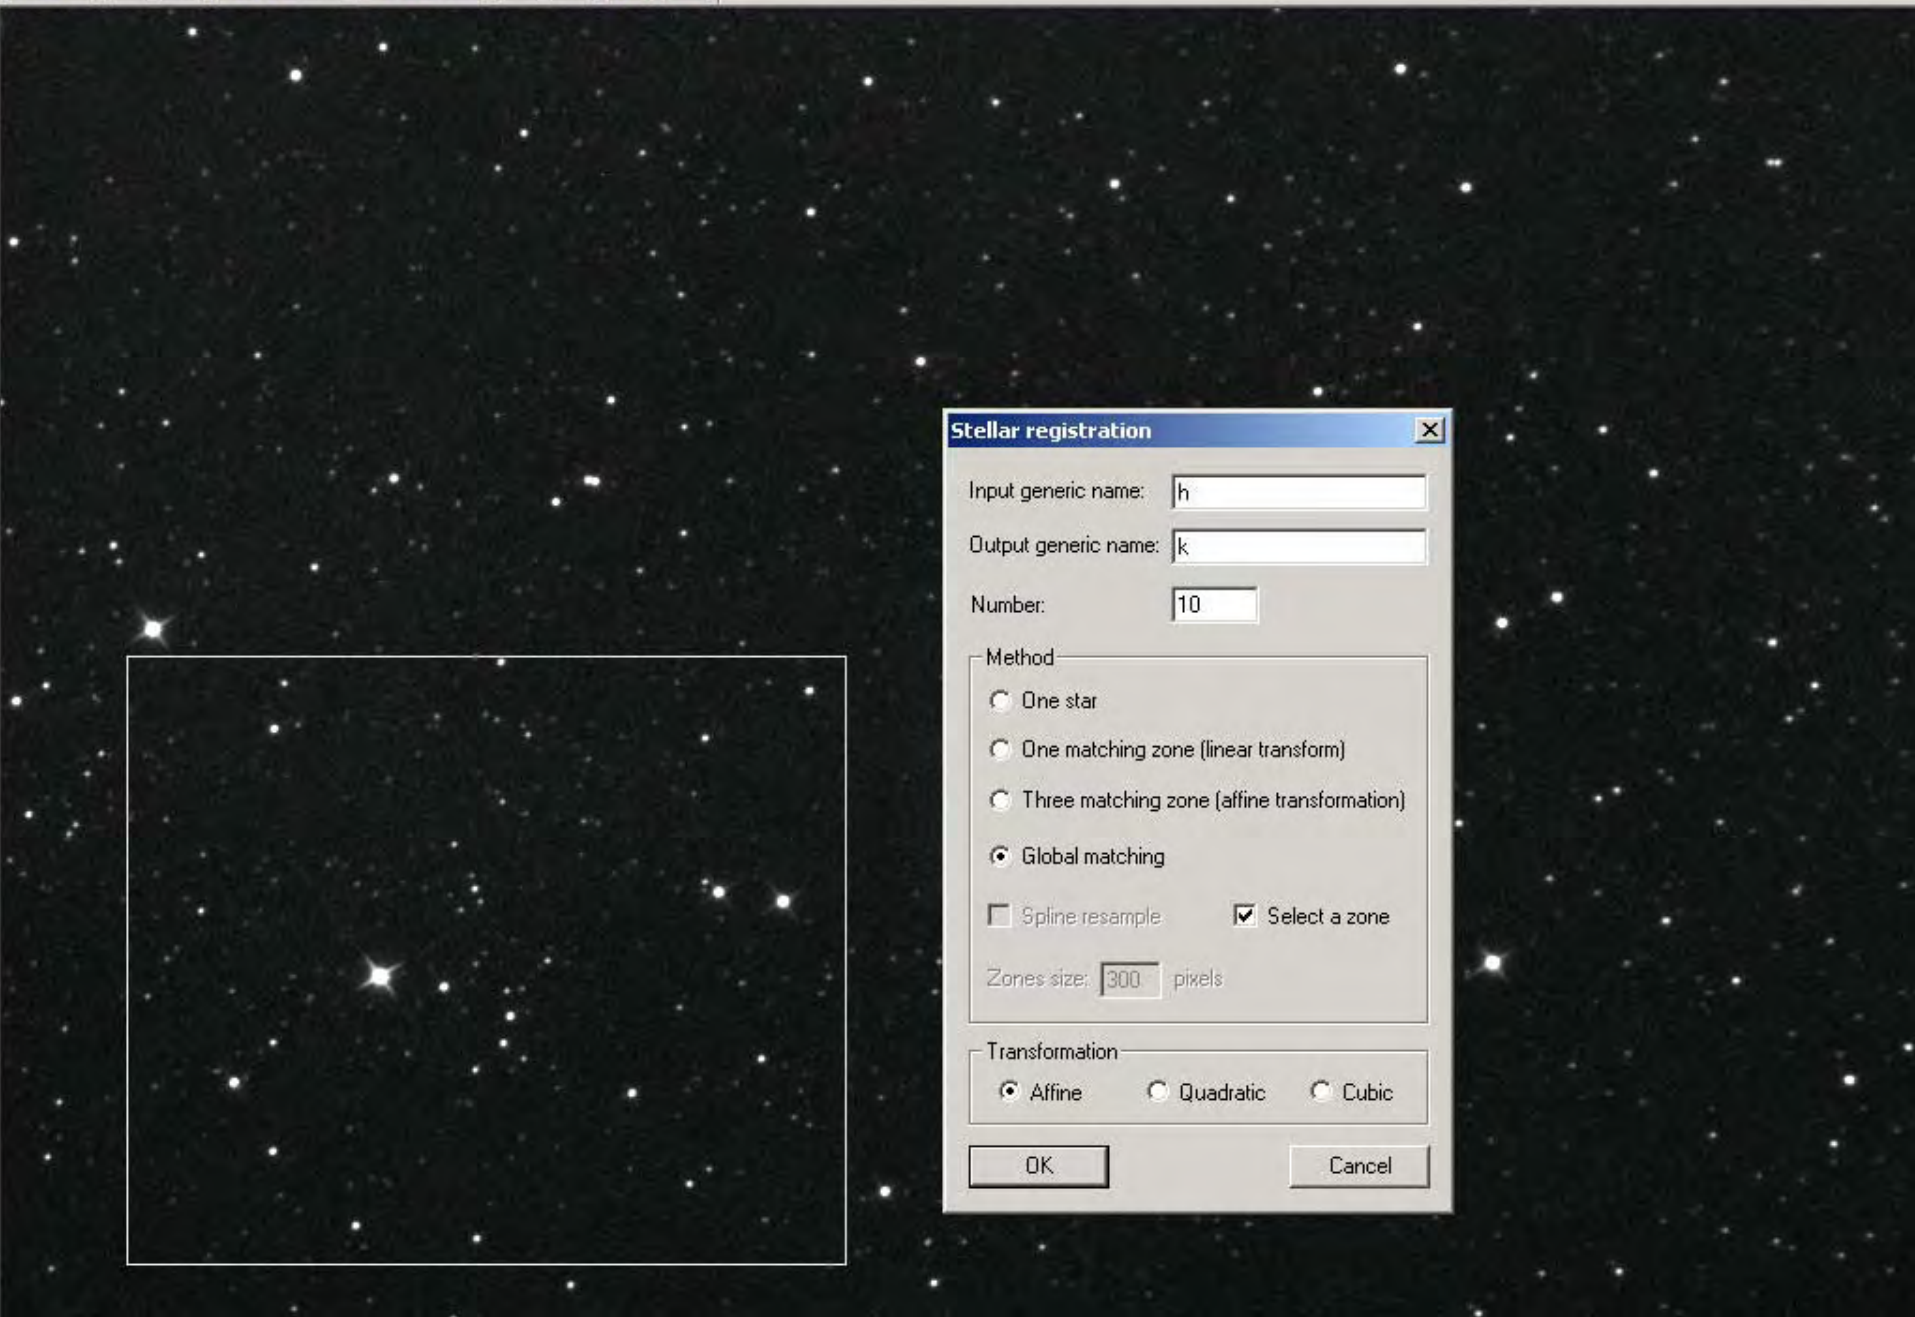 Stellar registration
Input generic name: h
Output generic name: k
Number: 10
Method
One star
One matching zone (linear transform)
Three matching zone (affine transformation)
Global matching
Spline resample Select a zone
Zones size: 300 pixels
Transformation
Affine Quadratic Cubic
OK Cancel